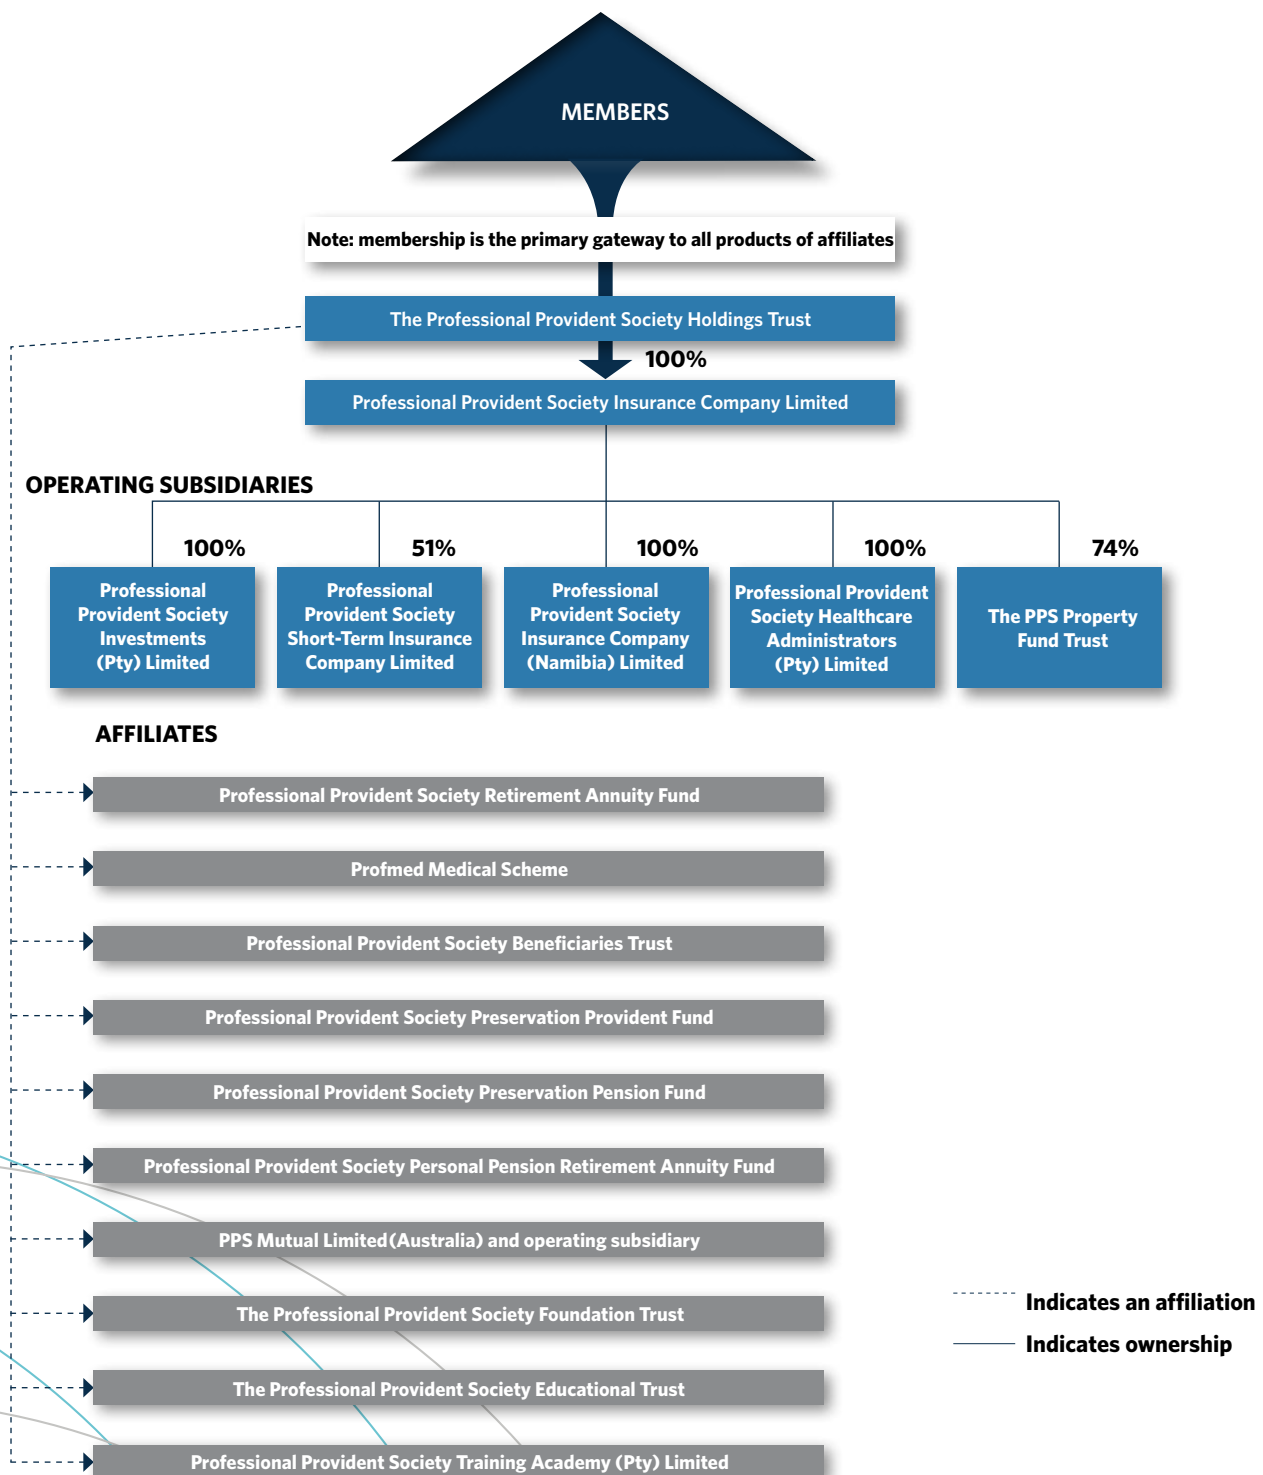 MEMBERS
Note: membership is the primary gateway to all products of affiliates
The Professional Provident Society Holdings Trust
100%
Professional Provident Society Insurance Company Limited
OPERATING SUBSIDIARIES
100%
Professional
Provident Society
Investments
(Pty) Limited
51%
Professional
Provident Society
Short-Term Insurance
Company Limited
100%
Professional
Provident Society
Insurance Company
(Namibia) Limited
100%
Professional Provident
Society Healthcare
Administrators
(Pty) Limited
74%
The PPS Property
Fund Trust
AFFILIATES
Professional Provident Society Retirement Annuity Fund
Profmed Medical Scheme
Professional Provident Society Beneficiaries Trust
Professional Provident Society Preservation Provident Fund
Professional Provident Society Preservation Pension Fund
Professional Provident Society Personal Pension Retirement Annuity Fund
PPS Mutual Limited (Australia) and operating subsidiary
The Professional Provident Society Foundation Trust
The Professional Provident Society Educational Trust
Professional Provident Society Training Academy (Pty) Limited
Indicates an affiliation
Indicates ownership